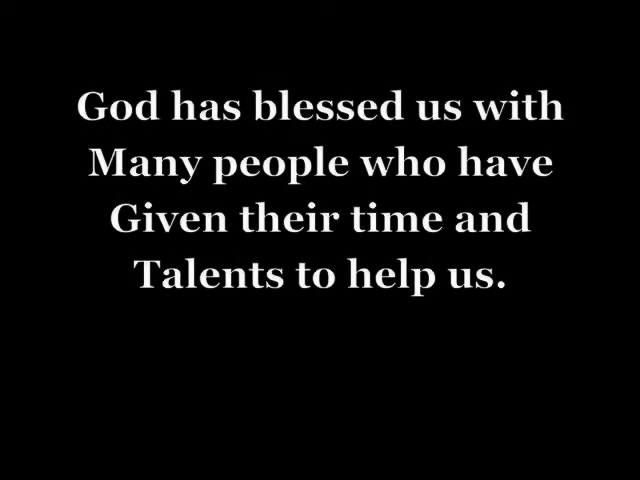 God has blessed us with
Many people who have
Given their time and
Talents to help us.